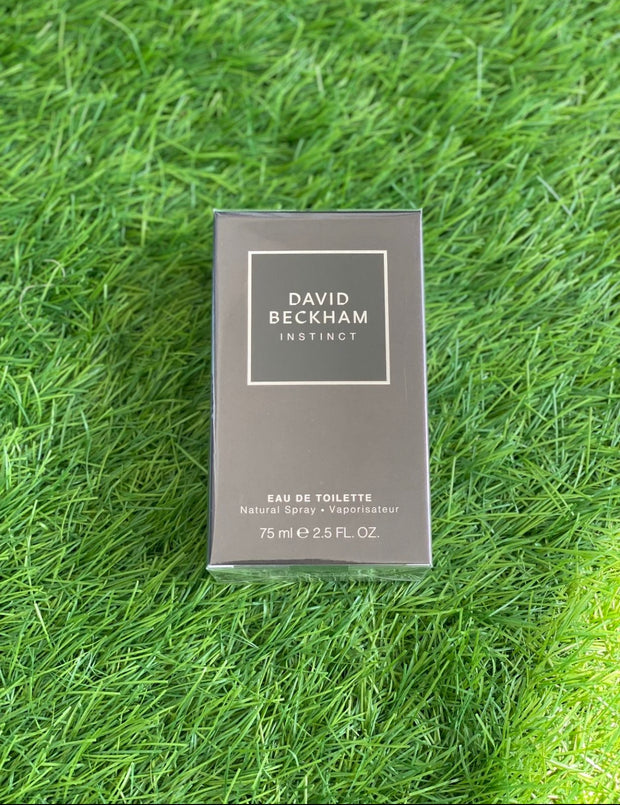 DAVID
BECKHAM
INSTINCT
EAU DE TOILETTE
Natural Spray • Vaporisateur
75 ml ℮ 2.5 FL. OZ.